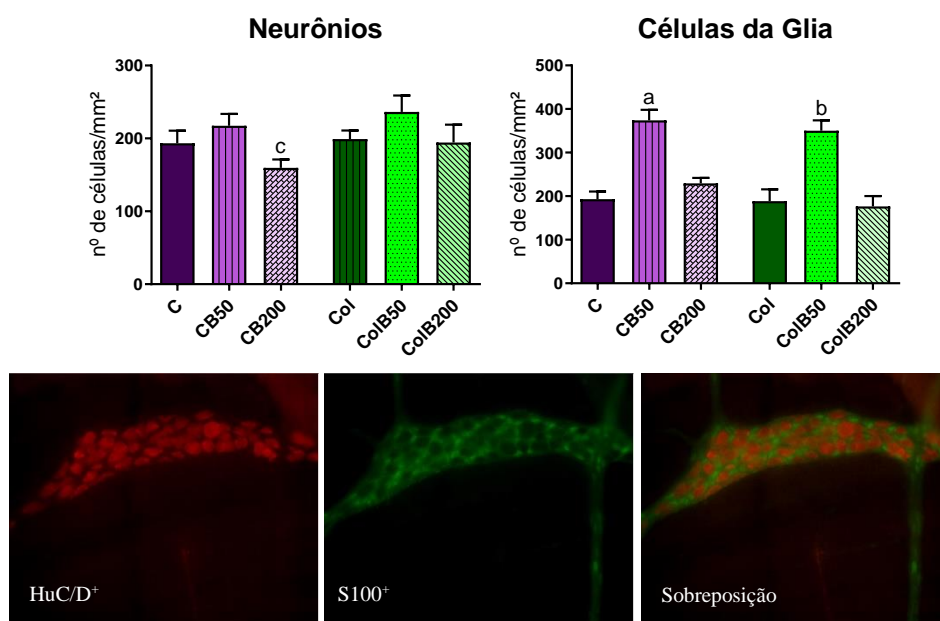 Neurônios
nº de células/mm²
300
200
100
0
c
C
CB50
CB200
Col
ColB50
ColB200
Células da Glia
nº de células/mm²
500
400
300
200
100
0
a
b
C
CB50
CB200
Col
ColB50
ColB200
HuC/D⁺
S100⁺
Sobreposição